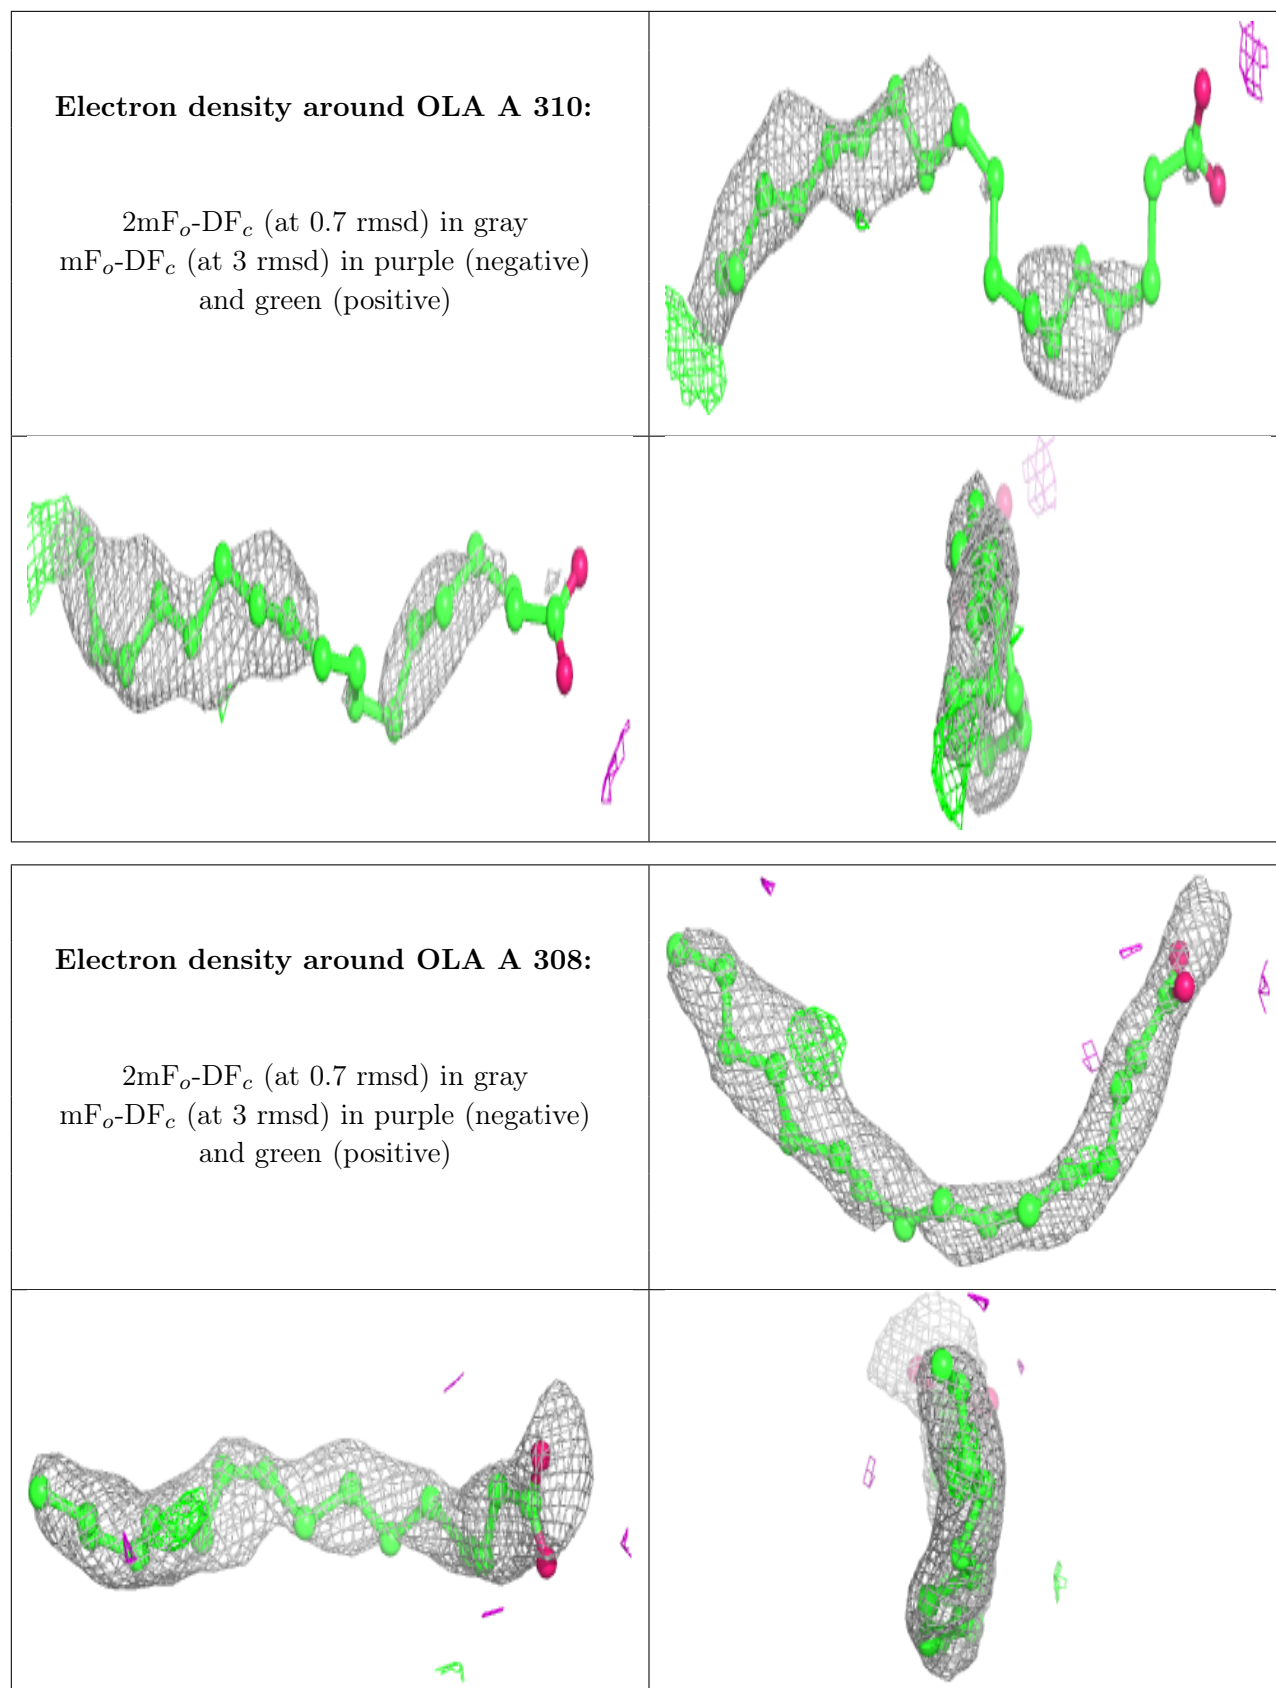 Electron density around OLA A 310:
2mFₒ-DF𝒸 (at 0.7 rmsd) in gray
mFₒ-DF𝒸 (at 3 rmsd) in purple (negative)
and green (positive)
Electron density around OLA A 308:
2mFₒ-DF𝒸 (at 0.7 rmsd) in gray
mFₒ-DF𝒸 (at 3 rmsd) in purple (negative)
and green (positive)